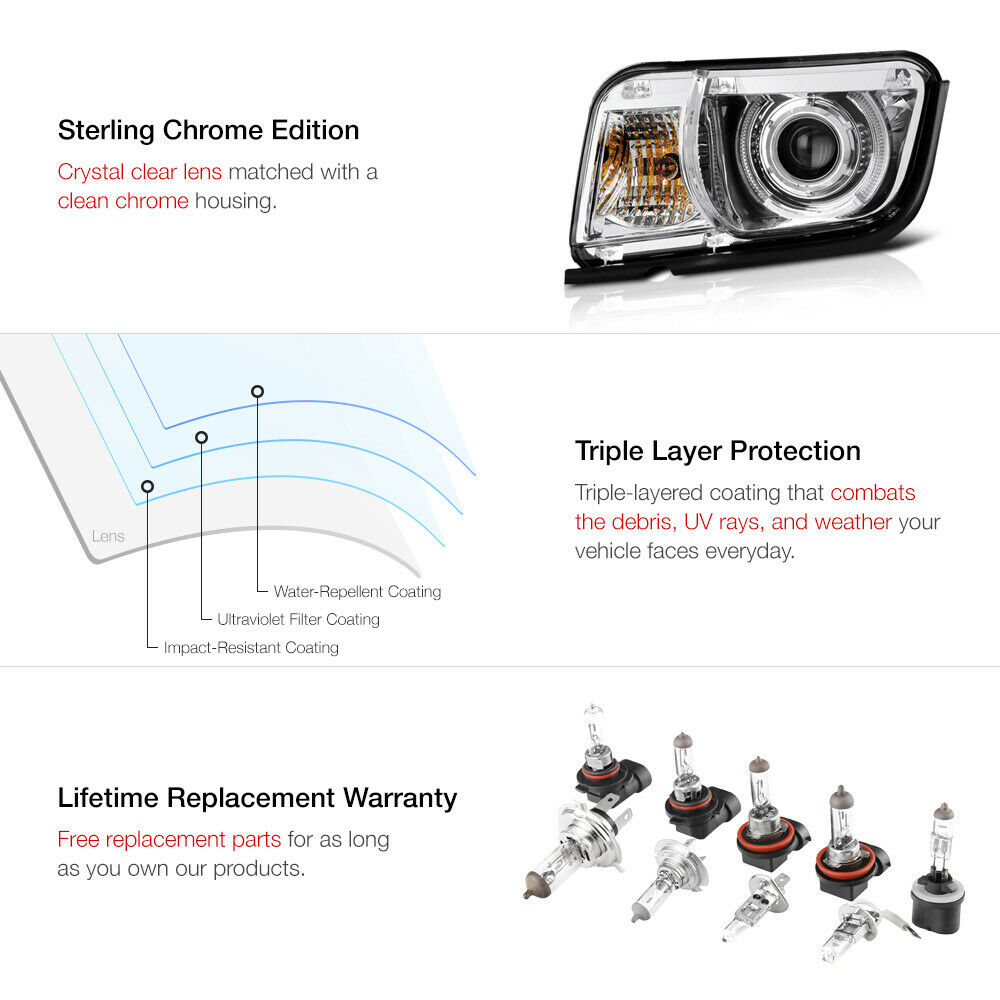 Sterling Chrome Edition
Crystal clear lens matched with a
clean chrome housing.
Lens
Water-Repellent Coating
Ultraviolet Filter Coating
Impact-Resistant Coating
Triple Layer Protection
Triple-layered coating that combats
the debris, UV rays, and weather your
vehicle faces everyday.
Lifetime Replacement Warranty
Free replacement parts for as long
as you own our products.